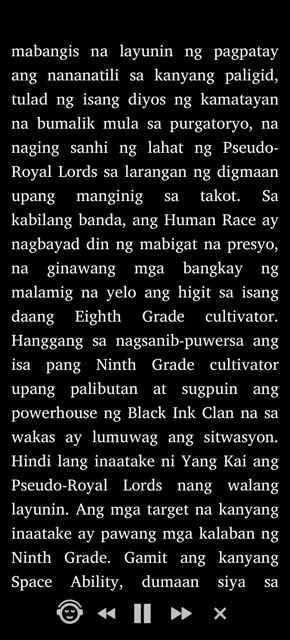 mabangis na layunin ng pagpatay
ang nananatili sa kanyang paligid,
tulad ng isang diyos ng kamatayan
na bumalik mula sa purgatoryo, na
naging sanhi ng lahat ng Pseudo-
Royal Lords sa larangan ng digmaan
upang manginig sa takot. Sa
kabilang banda, ang Human Race ay
nagbayad din ng mabigat na presyo,
na ginawang mga bangkay ng
malamig na yelo ang higit sa isang
daang Eighth Grade cultivator.
Hanggang sa nagsanib-puwersa ang
isa pang Ninth Grade cultivator
upang palibutan at sugpuin ang
powerhouse ng Black Ink Clan na sa
wakas ay lumuwag ang sitwasyon.
Hindi lang inaatake ni Yang Kai ang
Pseudo-Royal Lords nang walang
layunin. Ang mga target na kanyang
inaatake ay pawang mga kalaban ng
Ninth Grade. Gamit ang kanyang
Space Ability, dumaan siya sa